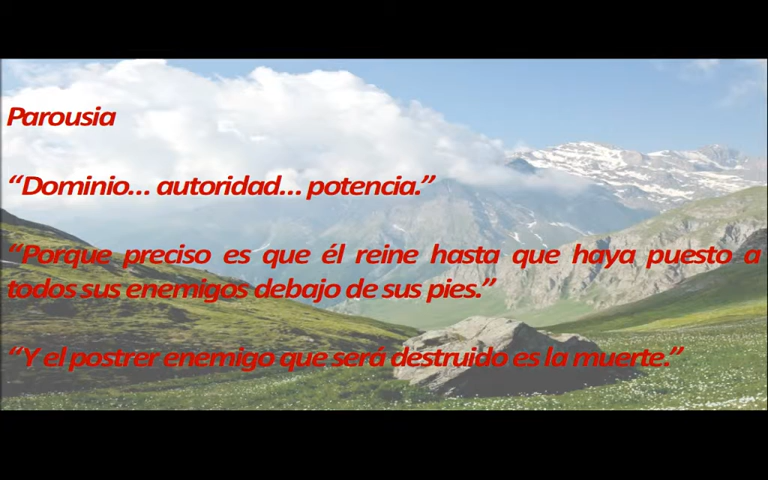 Parousia
“Dominio... autoridad... potencia.”
“Porque preciso es que él reine hasta que haya puesto a
todos sus enemigos debajo de sus pies.”
“Y el postrer enemigo que será destruido es la muerte.”